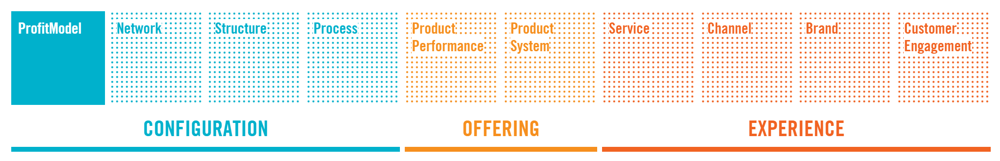 ProfitModel
Network
Structure
Process
Product
Performance
Product
System
Service
Channel
Brand
Customer
Engagement
CONFIGURATION
OFFERING
EXPERIENCE